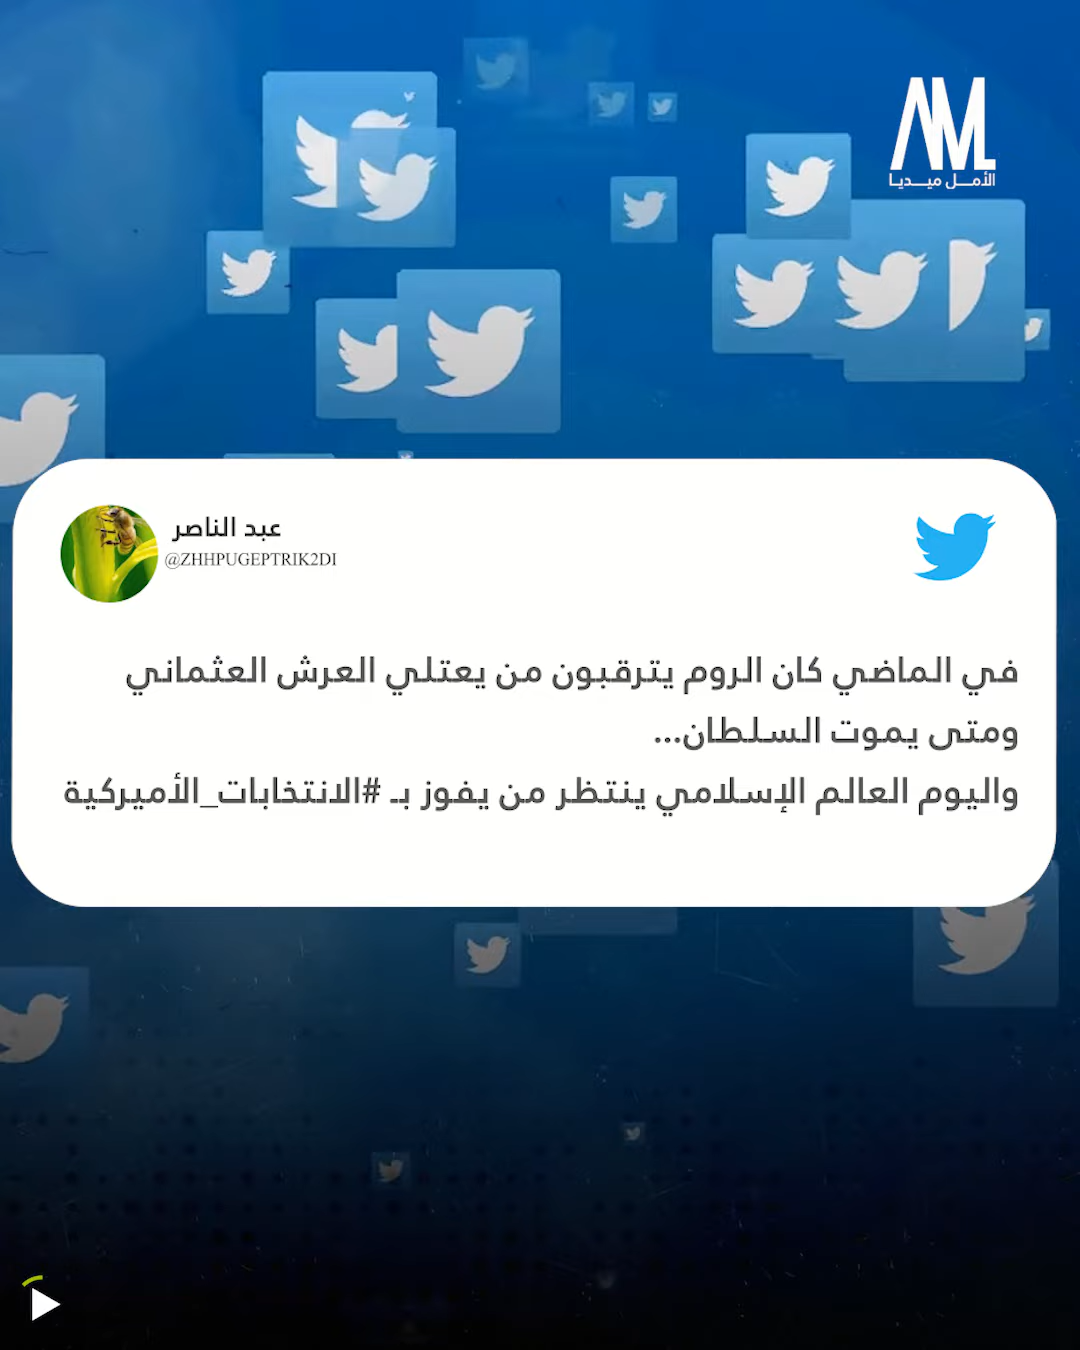 AML
الأمل ميديا
عبد الناصر
@ZHHPUGEPTRIK2DI
في الماضي كان الروم يترقبون من يعتلي العرش العثماني
ومتى يموت السلطان...
واليوم العالم الإسلامي ينتظر من يفوز بـ #الانتخابات_الأميركية